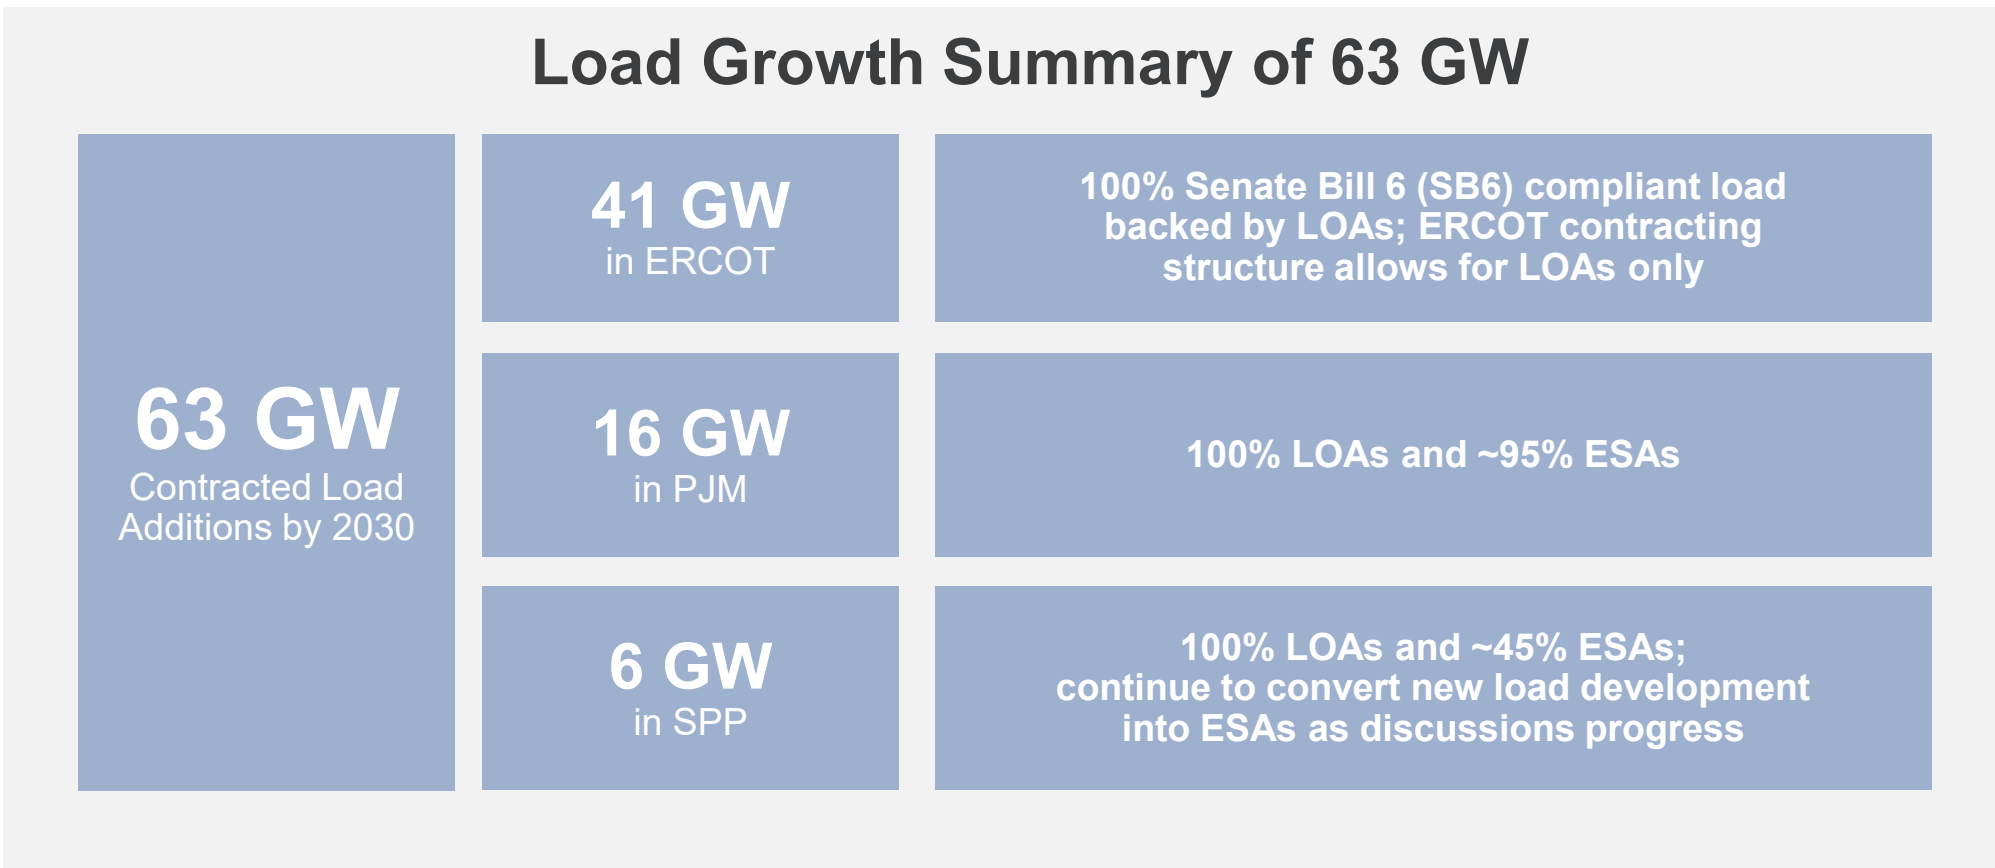 Load Growth Summary of 63 GW
63 GW
Contracted Load
Additions by 2030
41 GW
in ERCOT
100% Senate Bill 6 (SB6) compliant load
backed by LOAs; ERCOT contracting
structure allows for LOAs only
16 GW
in PJM
100% LOAs and ~95% ESAs
6 GW
in SPP
100% LOAs and ~45% ESAs;
continue to convert new load development
into ESAs as discussions progress